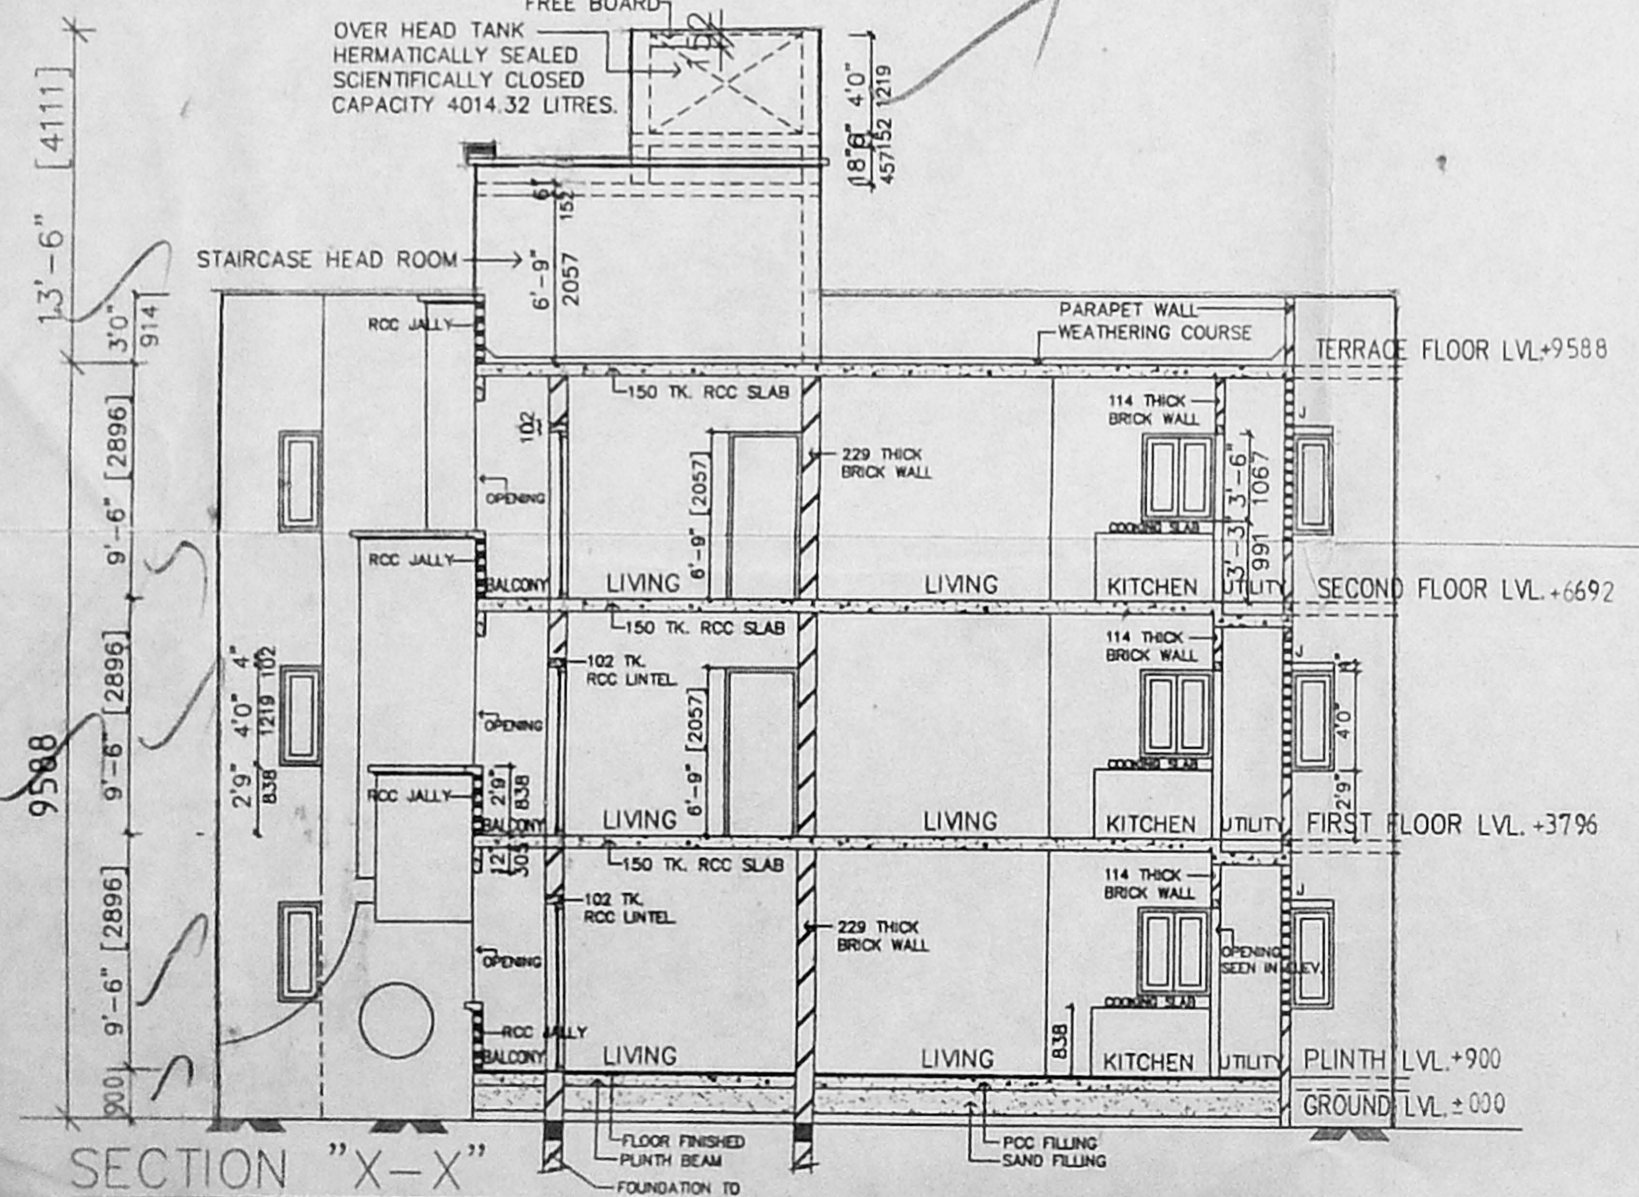 FREE BOARD
OVER HEAD TANK
HERMATICALLY SEALED
SCIENTIFICALLY CLOSED
CAPACITY 4014.32 LITRES.
152
4'0"
1219
6"
152
18"
457
13'-6" [4111]
6"
152
STAIRCASE HEAD ROOM
6'-9"
2057
3'0"
914
RCC JALLY
PARAPET WALL
WEATHERING COURSE
TERRACE FLOOR LVL.+9588
150 TK. RCC SLAB
9'-6" [2896]
102
OPENING
6'-9" [2057]
229 THICK
BRICK WALL
114 THICK
BRICK WALL
3'-6"
1067
COOKING SLAB
3'-3"
991
RCC JALLY
BALCONY
LIVING
LIVING
KITCHEN
UTILITY
SECOND FLOOR LVL.+6692
150 TK. RCC SLAB
9588
9'-6" [2896]
4"
102
4'0"
1219
2'9"
838
102 TK.
RCC LINTEL
OPENING
6'-9" [2057]
114 THICK
BRICK WALL
4"
4'0"
2'9"
COOKING SLAB
RCC JALLY
2'9"
838
BALCONY
LIVING
LIVING
KITCHEN
UTILITY
FIRST FLOOR LVL. +3796
12"
305
150 TK. RCC SLAB
9'-6" [2896]
102 TK.
RCC LINTEL
OPENING
229 THICK
BRICK WALL
114 THICK
BRICK WALL
OPENING
SEEN IN ELEV.
COOKING SLAB
838
RCC JALLY
BALCONY
LIVING
LIVING
KITCHEN
UTILITY
PLINTH LVL.+900
900
GROUND LVL.±000
FLOOR FINISHED
PLINTH BEAM
FOUNDATION TO
PCC FILLING
SAND FILLING
SECTION "X-X"